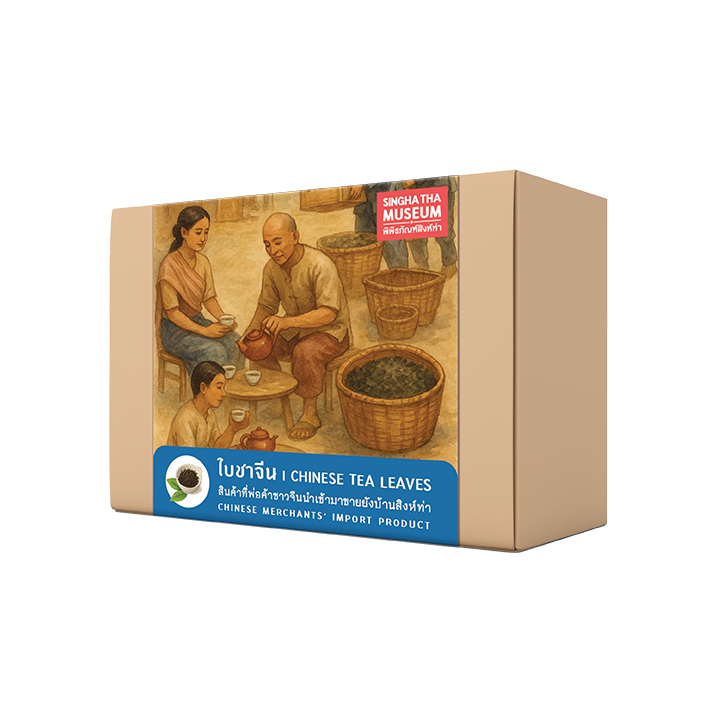 SINGHA THA
MUSEUM
พิพิธภัณฑ์สิงห์ท่า
ใบชาจีน | CHINESE TEA LEAVES
สินค้าที่พ่อค้าชาวจีนนำเข้ามาขายยังบ้านสิงห์ท่า
CHINESE MERCHANTS' IMPORT PRODUCT